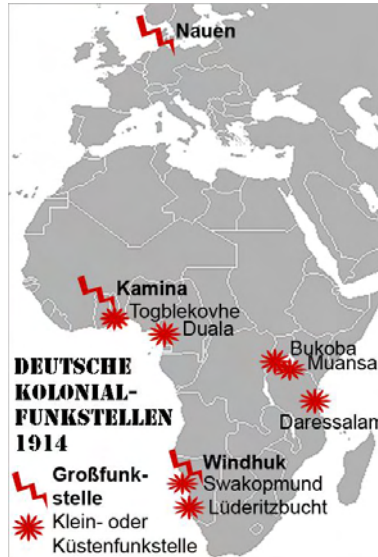 Nauen
Kamina
Togblekovhe
Duala
Bukoba
Muansa
Daressalam
DEUTSCHE
KOLONIAL-
FUNKSTELLEN
1914
Windhuk
Swakopmund
Lüderitzbucht
Großfunk-
stelle
Klein- oder
Küstenfunkstelle